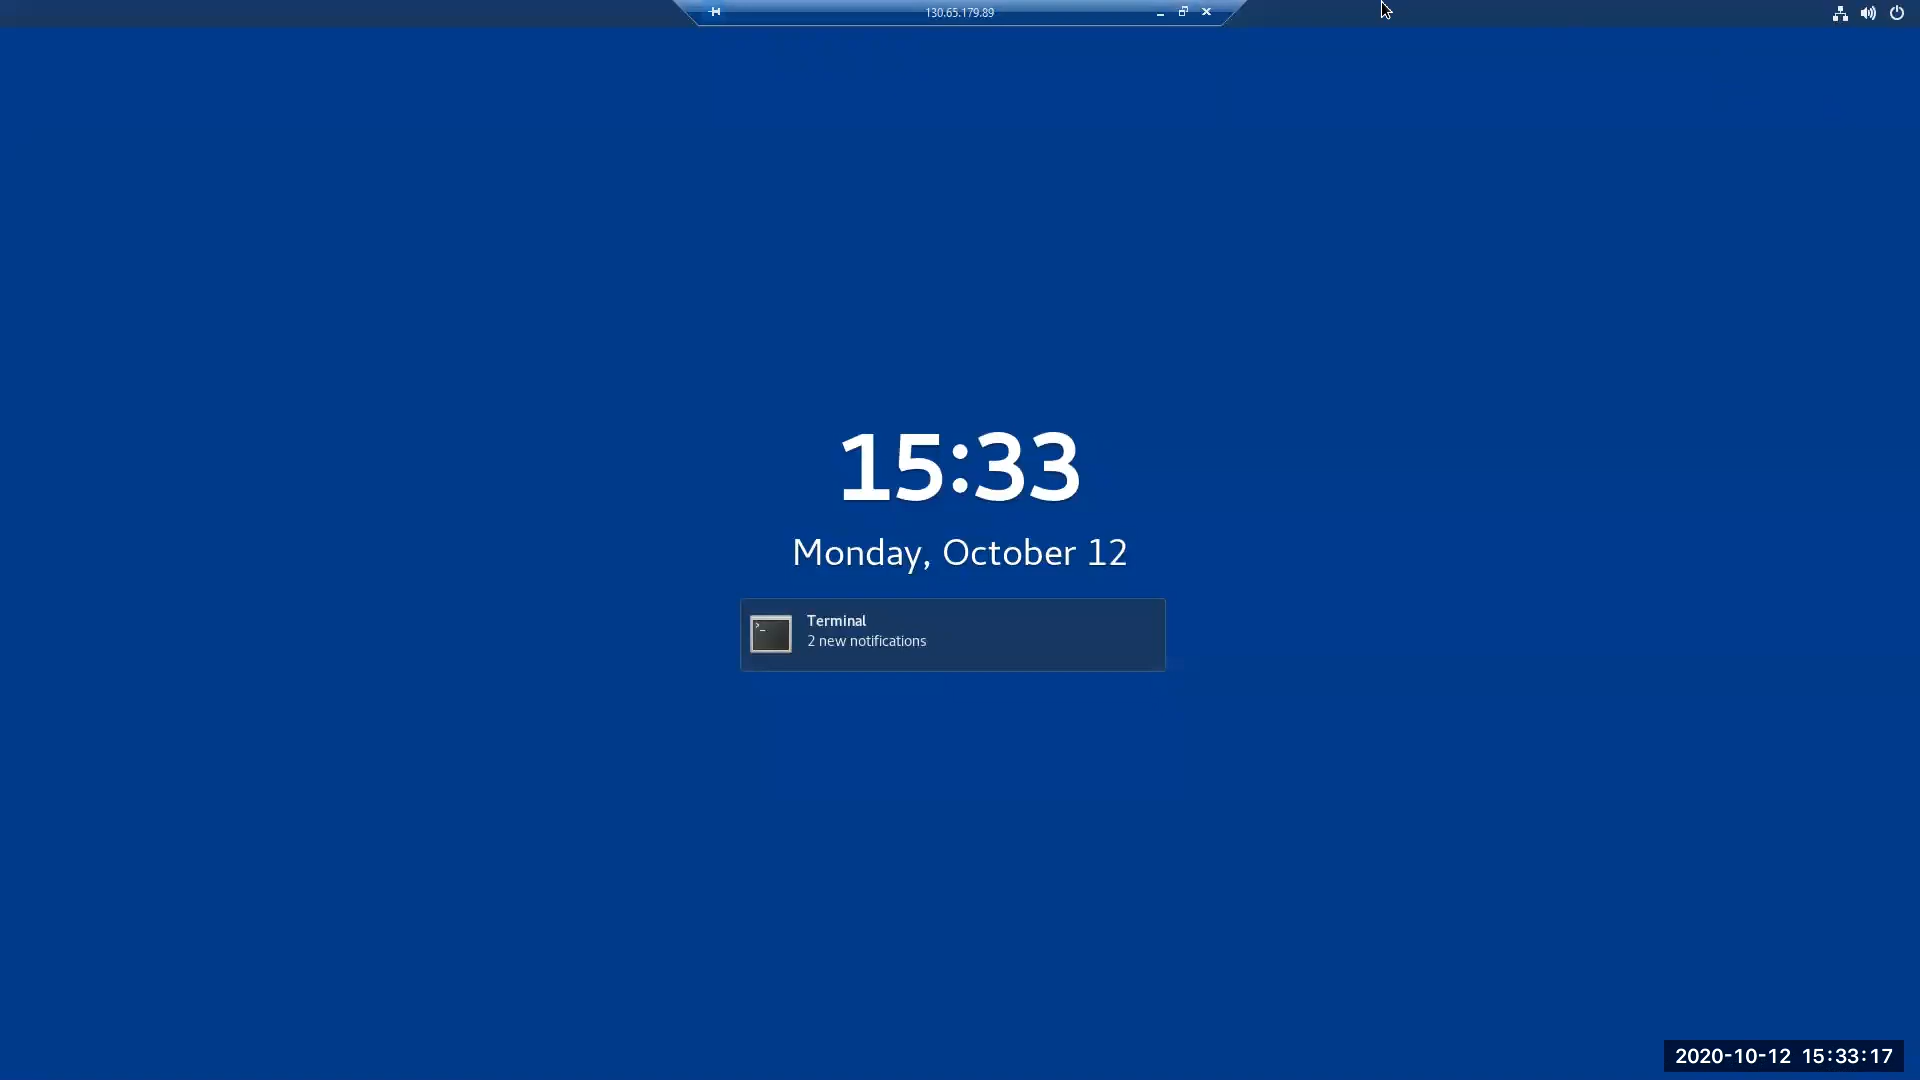 130.65.179.89
15:33
Monday, October 12
Terminal
2 new notifications
2020-10-12 15:33:17